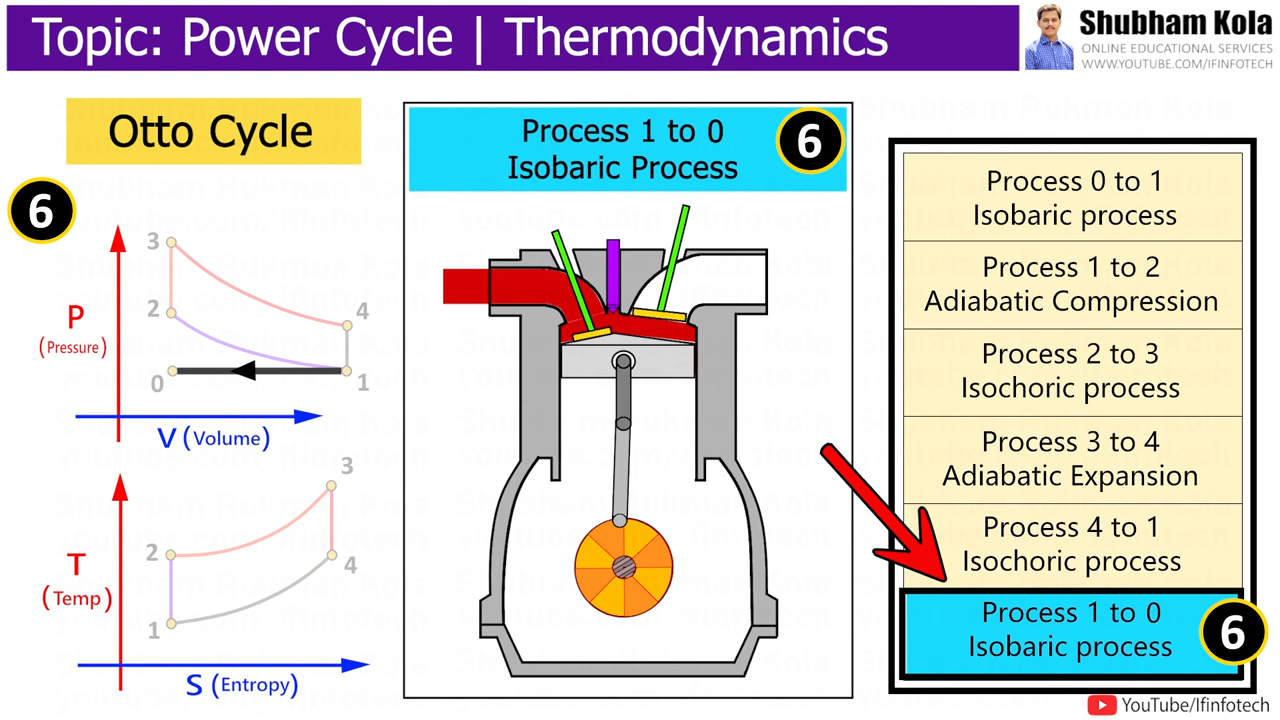 Topic: Power Cycle | Thermodynamics
Shubham Kola
ONLINE EDUCATIONAL SERVICES
WWW.YOUTUBE.COM/IFINFOTECH
Otto Cycle
6
P
(Pressure)
3
2
4
0
1
V (Volume)
T
(Temp)
3
2
4
1
S (Entropy)
Process 1 to 0
Isobaric Process
6
Process 0 to 1
Isobaric process
Process 1 to 2
Adiabatic Compression
Process 2 to 3
Isochoric process
Process 3 to 4
Adiabatic Expansion
Process 4 to 1
Isochoric process
Process 1 to 0
Isobaric process
6
YouTube/Ifinfotech